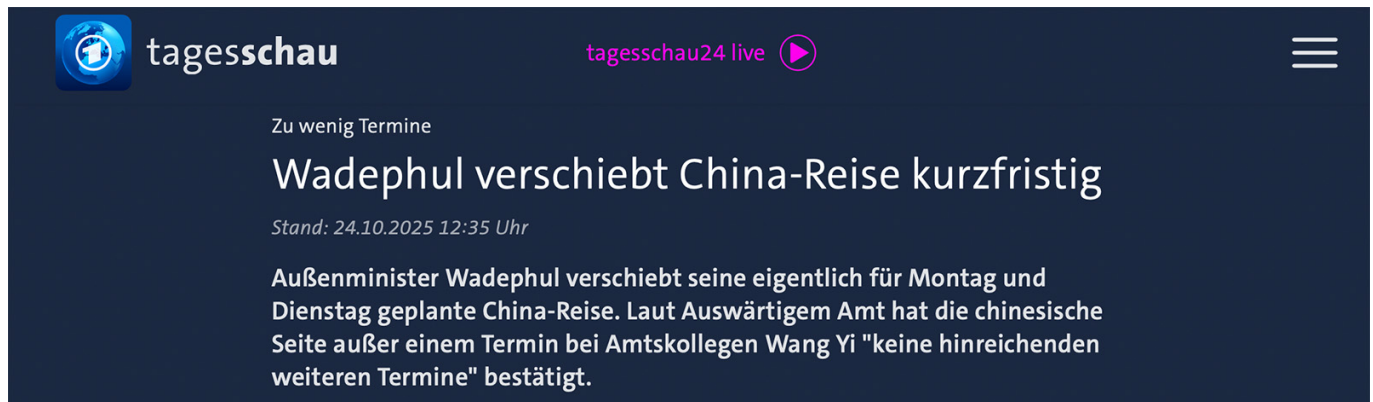 tagesschau
tagesschau24 live
Zu wenig Termine
Wadephul verschiebt China-Reise kurzfristig
Stand: 24.10.2025 12:35 Uhr
Außenminister Wadephul verschiebt seine eigentlich für Montag und
Dienstag geplante China-Reise. Laut Auswärtigem Amt hat die chinesische
Seite außer einem Termin bei Amtskollegen Wang Yi "keine hinreichenden
weiteren Termine" bestätigt.